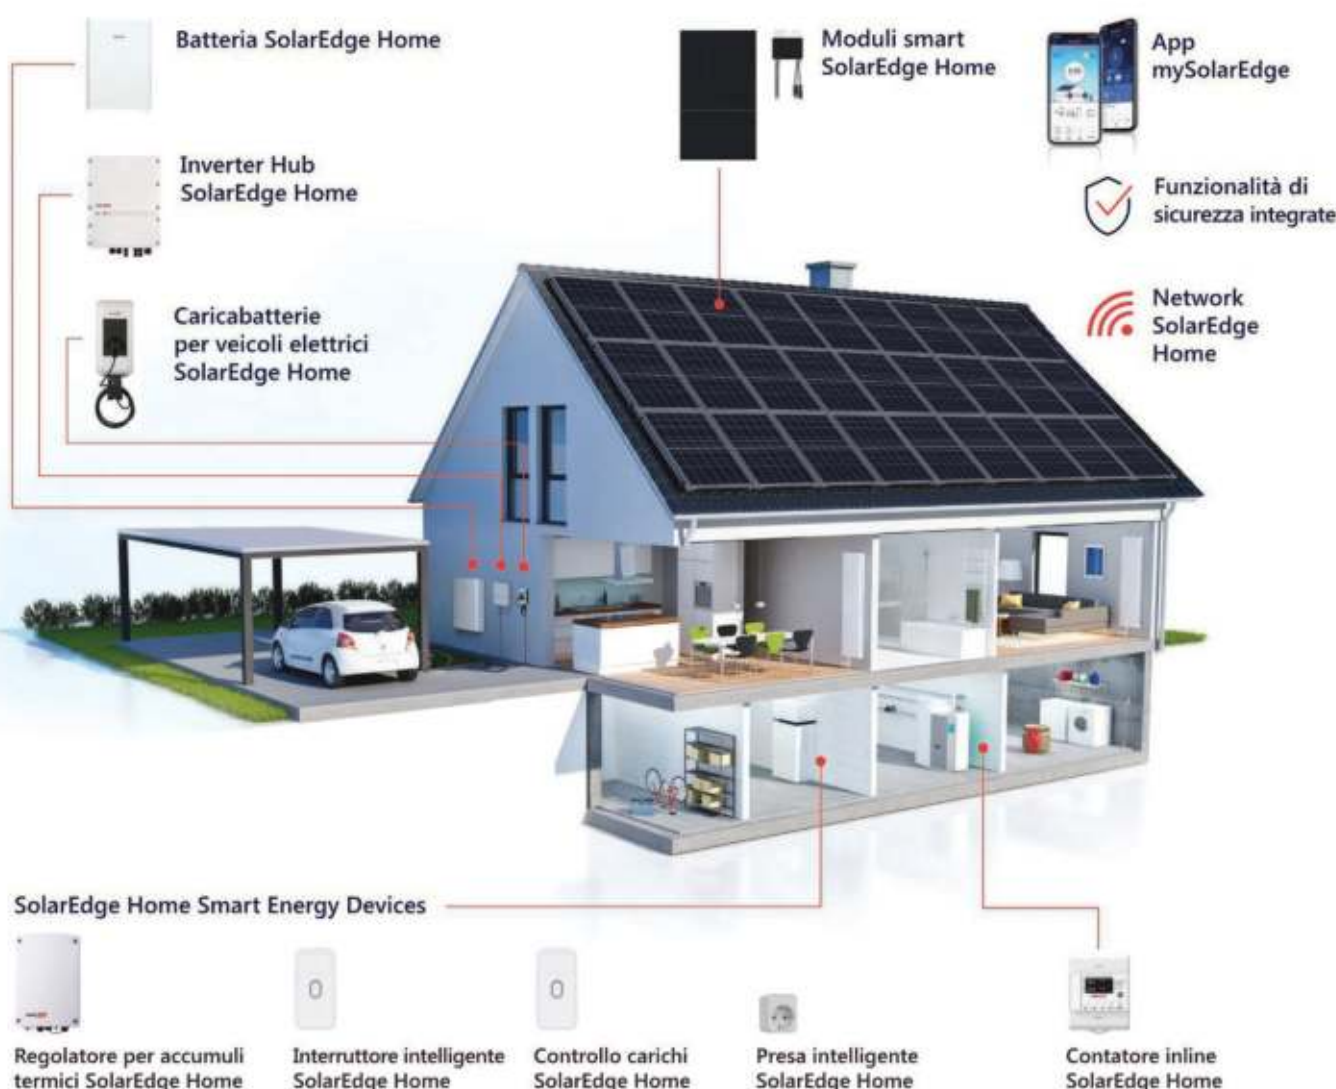 Batteria SolarEdge Home
Inverter Hub
SolarEdge Home
Caricabatterie
per veicoli elettrici
SolarEdge Home
Moduli smart
SolarEdge Home
App
mySolarEdge
Funzionalità di
sicurezza integrate
Network
SolarEdge
Home
SolarEdge Home Smart Energy Devices
Regolatore per accumuli
termici SolarEdge Home
Interruttore intelligente
SolarEdge Home
Controllo carichi
SolarEdge Home
Presa intelligente
SolarEdge Home
Contatore inline
SolarEdge Home